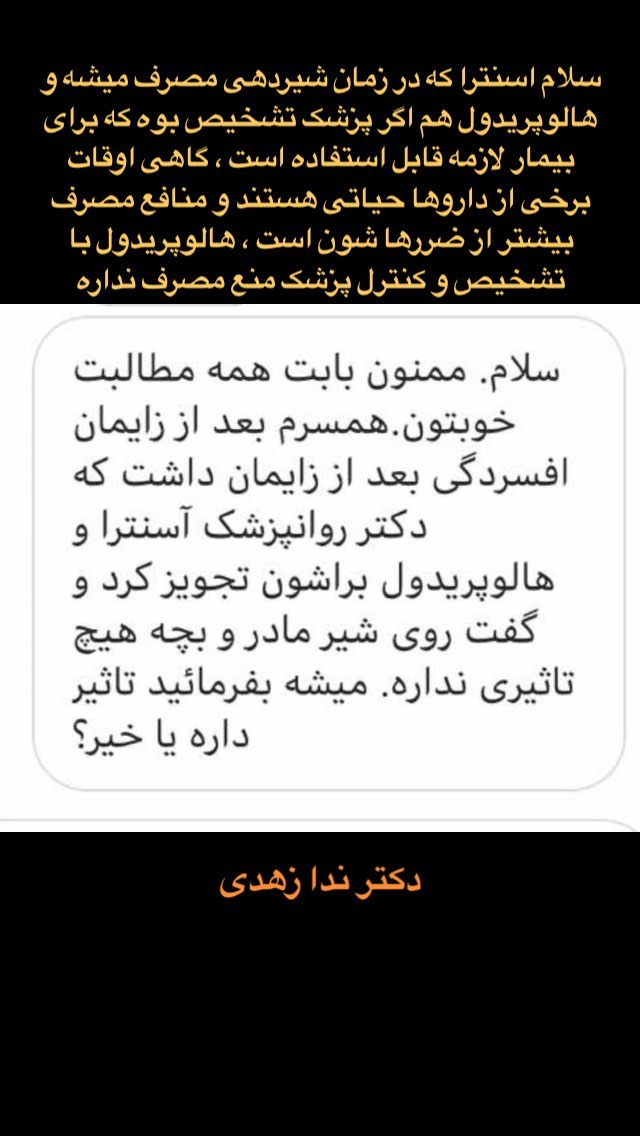 سلام اسنترا که در زمان شیردهی مصرف میشه و
هالوپریدول هم اگر پزشک تشخیص بوه که برای
بیمار لازمه قابل استفاده است ، گاهی اوقات
برخی از داروها حیاتی هستند و منافع مصرف
بیشتر از ضررها شون است ، هالوپریدول با
تشخیص و کنترل پزشک منع مصرف نداره
سلام. ممنون بابت همه مطالبت
خوبتون.همسرم بعد از زایمان
افسردگی بعد از زایمان داشت که
دکتر روانپزشک آسنترا و
هالوپریدول براشون تجویز کرد و
گفت روی شیر مادر و بچه هیچ
تاثیری نداره. میشه بفرمائید تاثیر
داره یا خیر؟
دکتر ندا زهدی